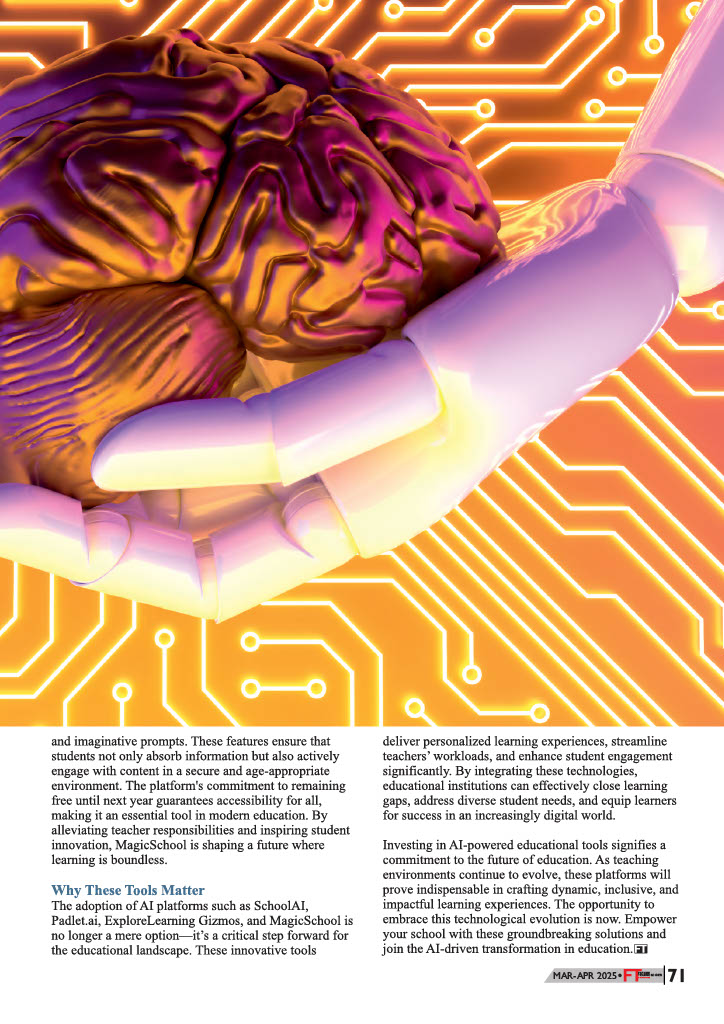 and imaginative prompts. These features ensure that
students not only absorb information but also actively
engage with content in a secure and age-appropriate
environment. The platform's commitment to remaining
free until next year guarantees accessibility for all,
making it an essential tool in modern education. By
alleviating teacher responsibilities and inspiring student
innovation, MagicSchool is shaping a future where
learning is boundless.
Why These Tools Matter
The adoption of AI platforms such as SchoolAI,
Padlet.ai, ExploreLearning Gizmos, and MagicSchool is
no longer a mere option—it's a critical step forward for
the educational landscape. These innovative tools
deliver personalized learning experiences, streamline
teachers' workloads, and enhance student engagement
significantly. By integrating these technologies,
educational institutions can effectively close learning
gaps, address diverse student needs, and equip learners
for success in an increasingly digital world.
Investing in AI-powered educational tools signifies a
commitment to the future of education. As teaching
environments continue to evolve, these platforms will
prove indispensable in crafting dynamic, inclusive, and
impactful learning experiences. The opportunity to
embrace this technological evolution is now. Empower
your school with these groundbreaking solutions and
join the AI-driven transformation in education. FT
MAR-APR 2025 • FT 71